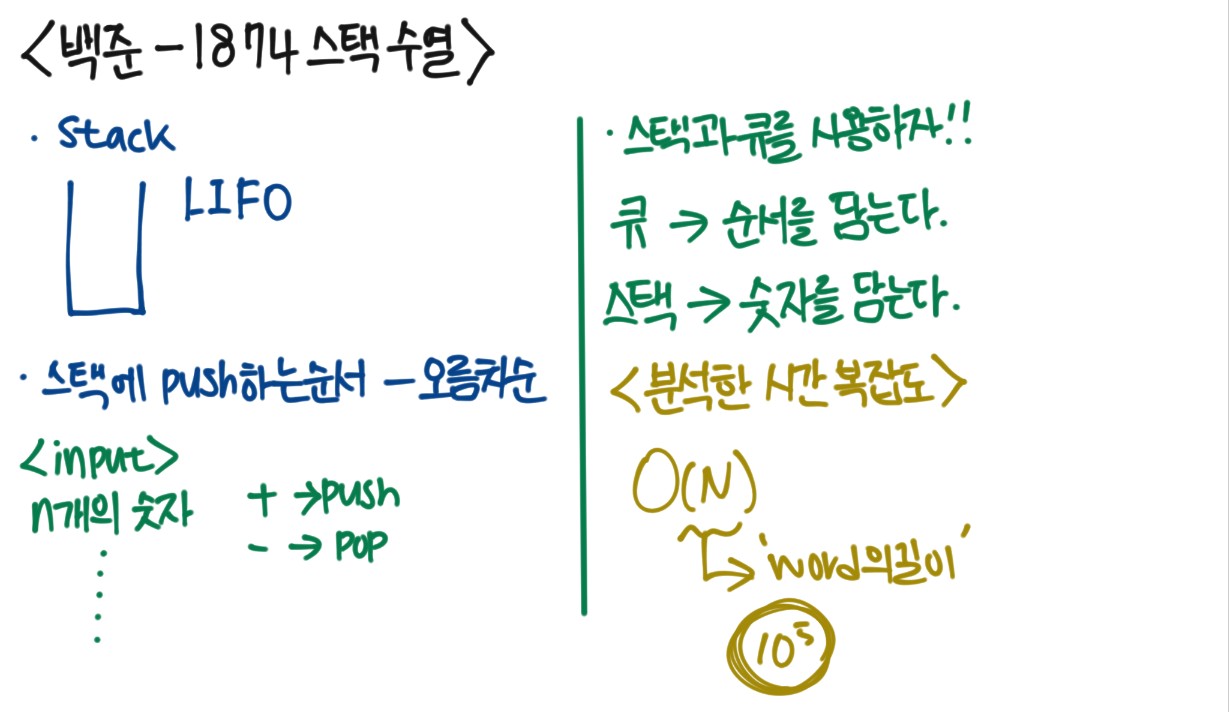 <백준 - 1874 스택 수열>
· Stack
LIFO
· 스택에 push하는순서 - 오름차순
<input>
n개의 숫자
+ → push
- → pop
· 스택과 큐를 사용하자!!
큐 → 순서를 담는다.
스택 → 숫자를 담는다.
<분석한 시간 복잡도>
O(N)
'word의길이'
10⁵